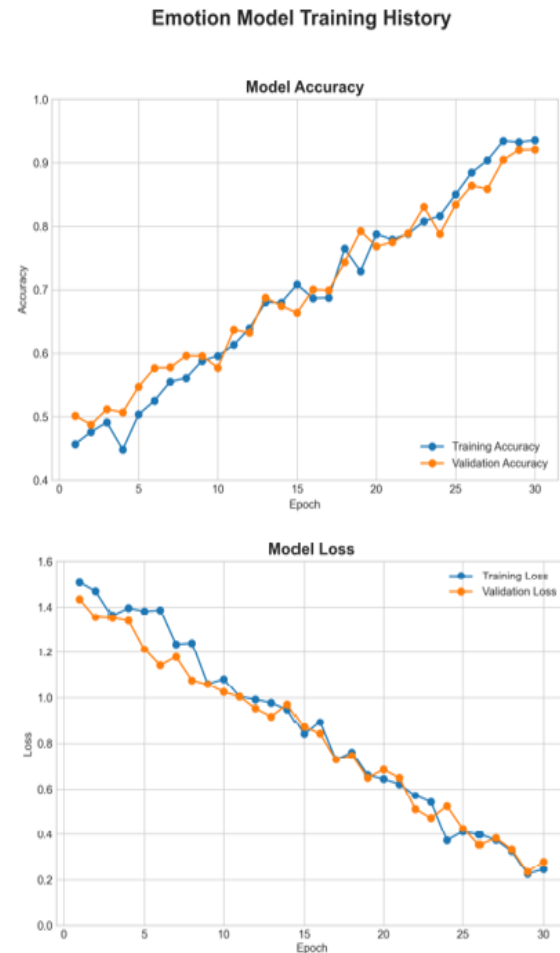 Emotion Model Training History
Model Accuracy
1.0
0.9
0.8
0.7
0.6
0.5
0.4
Accuracy
Training Accuracy
Validation Accuracy
0 5 10 15 20 25 30
Epoch
Model Loss
1.6
1.4
1.2
1.0
0.8
0.6
0.4
0.2
0.0
Loss
Training Loss
Validation Loss
0 5 10 15 20 25 30
Epoch